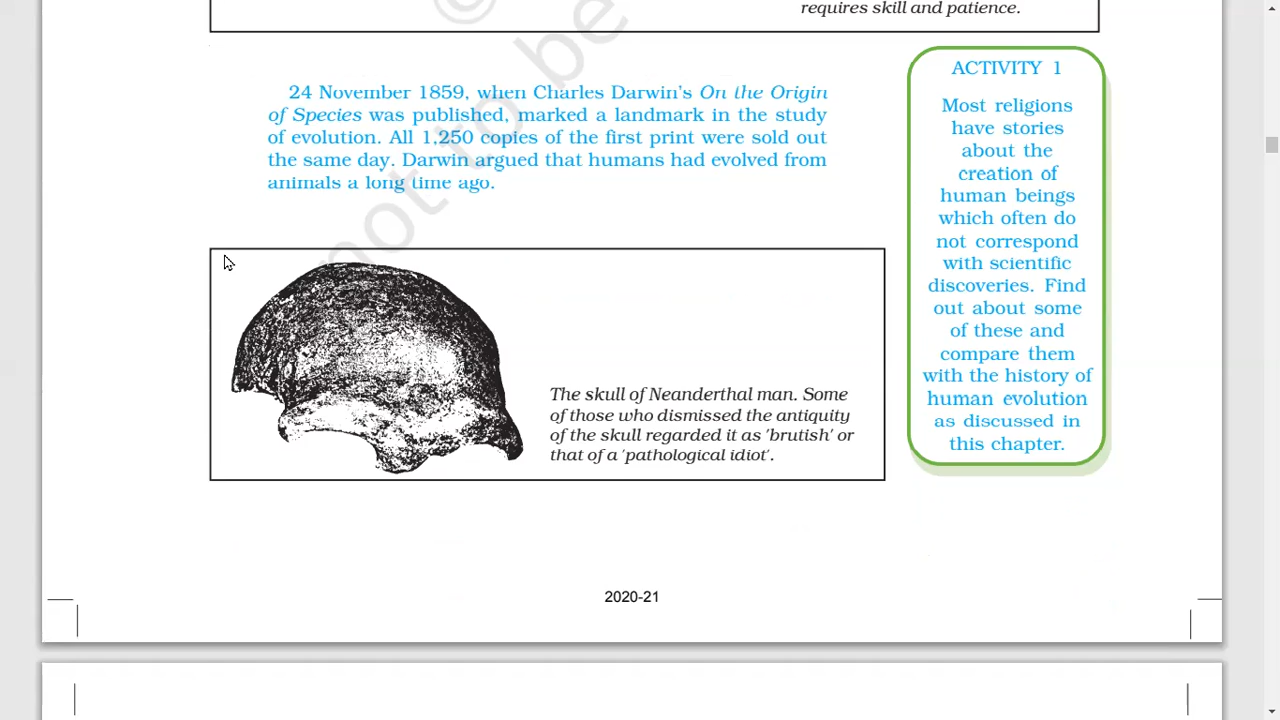 requires skill and patience.
24 November 1859, when Charles Darwin's On the Origin
of Species was published, marked a landmark in the study
of evolution. All 1,250 copies of the first print were sold out
the same day. Darwin argued that humans had evolved from
animals a long time ago.
The skull of Neanderthal man. Some
of those who dismissed the antiquity
of the skull regarded it as 'brutish' or
that of a 'pathological idiot'.
ACTIVITY 1
Most religions
have stories
about the
creation of
human beings
which often do
not correspond
with scientific
discoveries. Find
out about some
of these and
compare them
with the history of
human evolution
as discussed in
this chapter.
©
not to be
2020-21